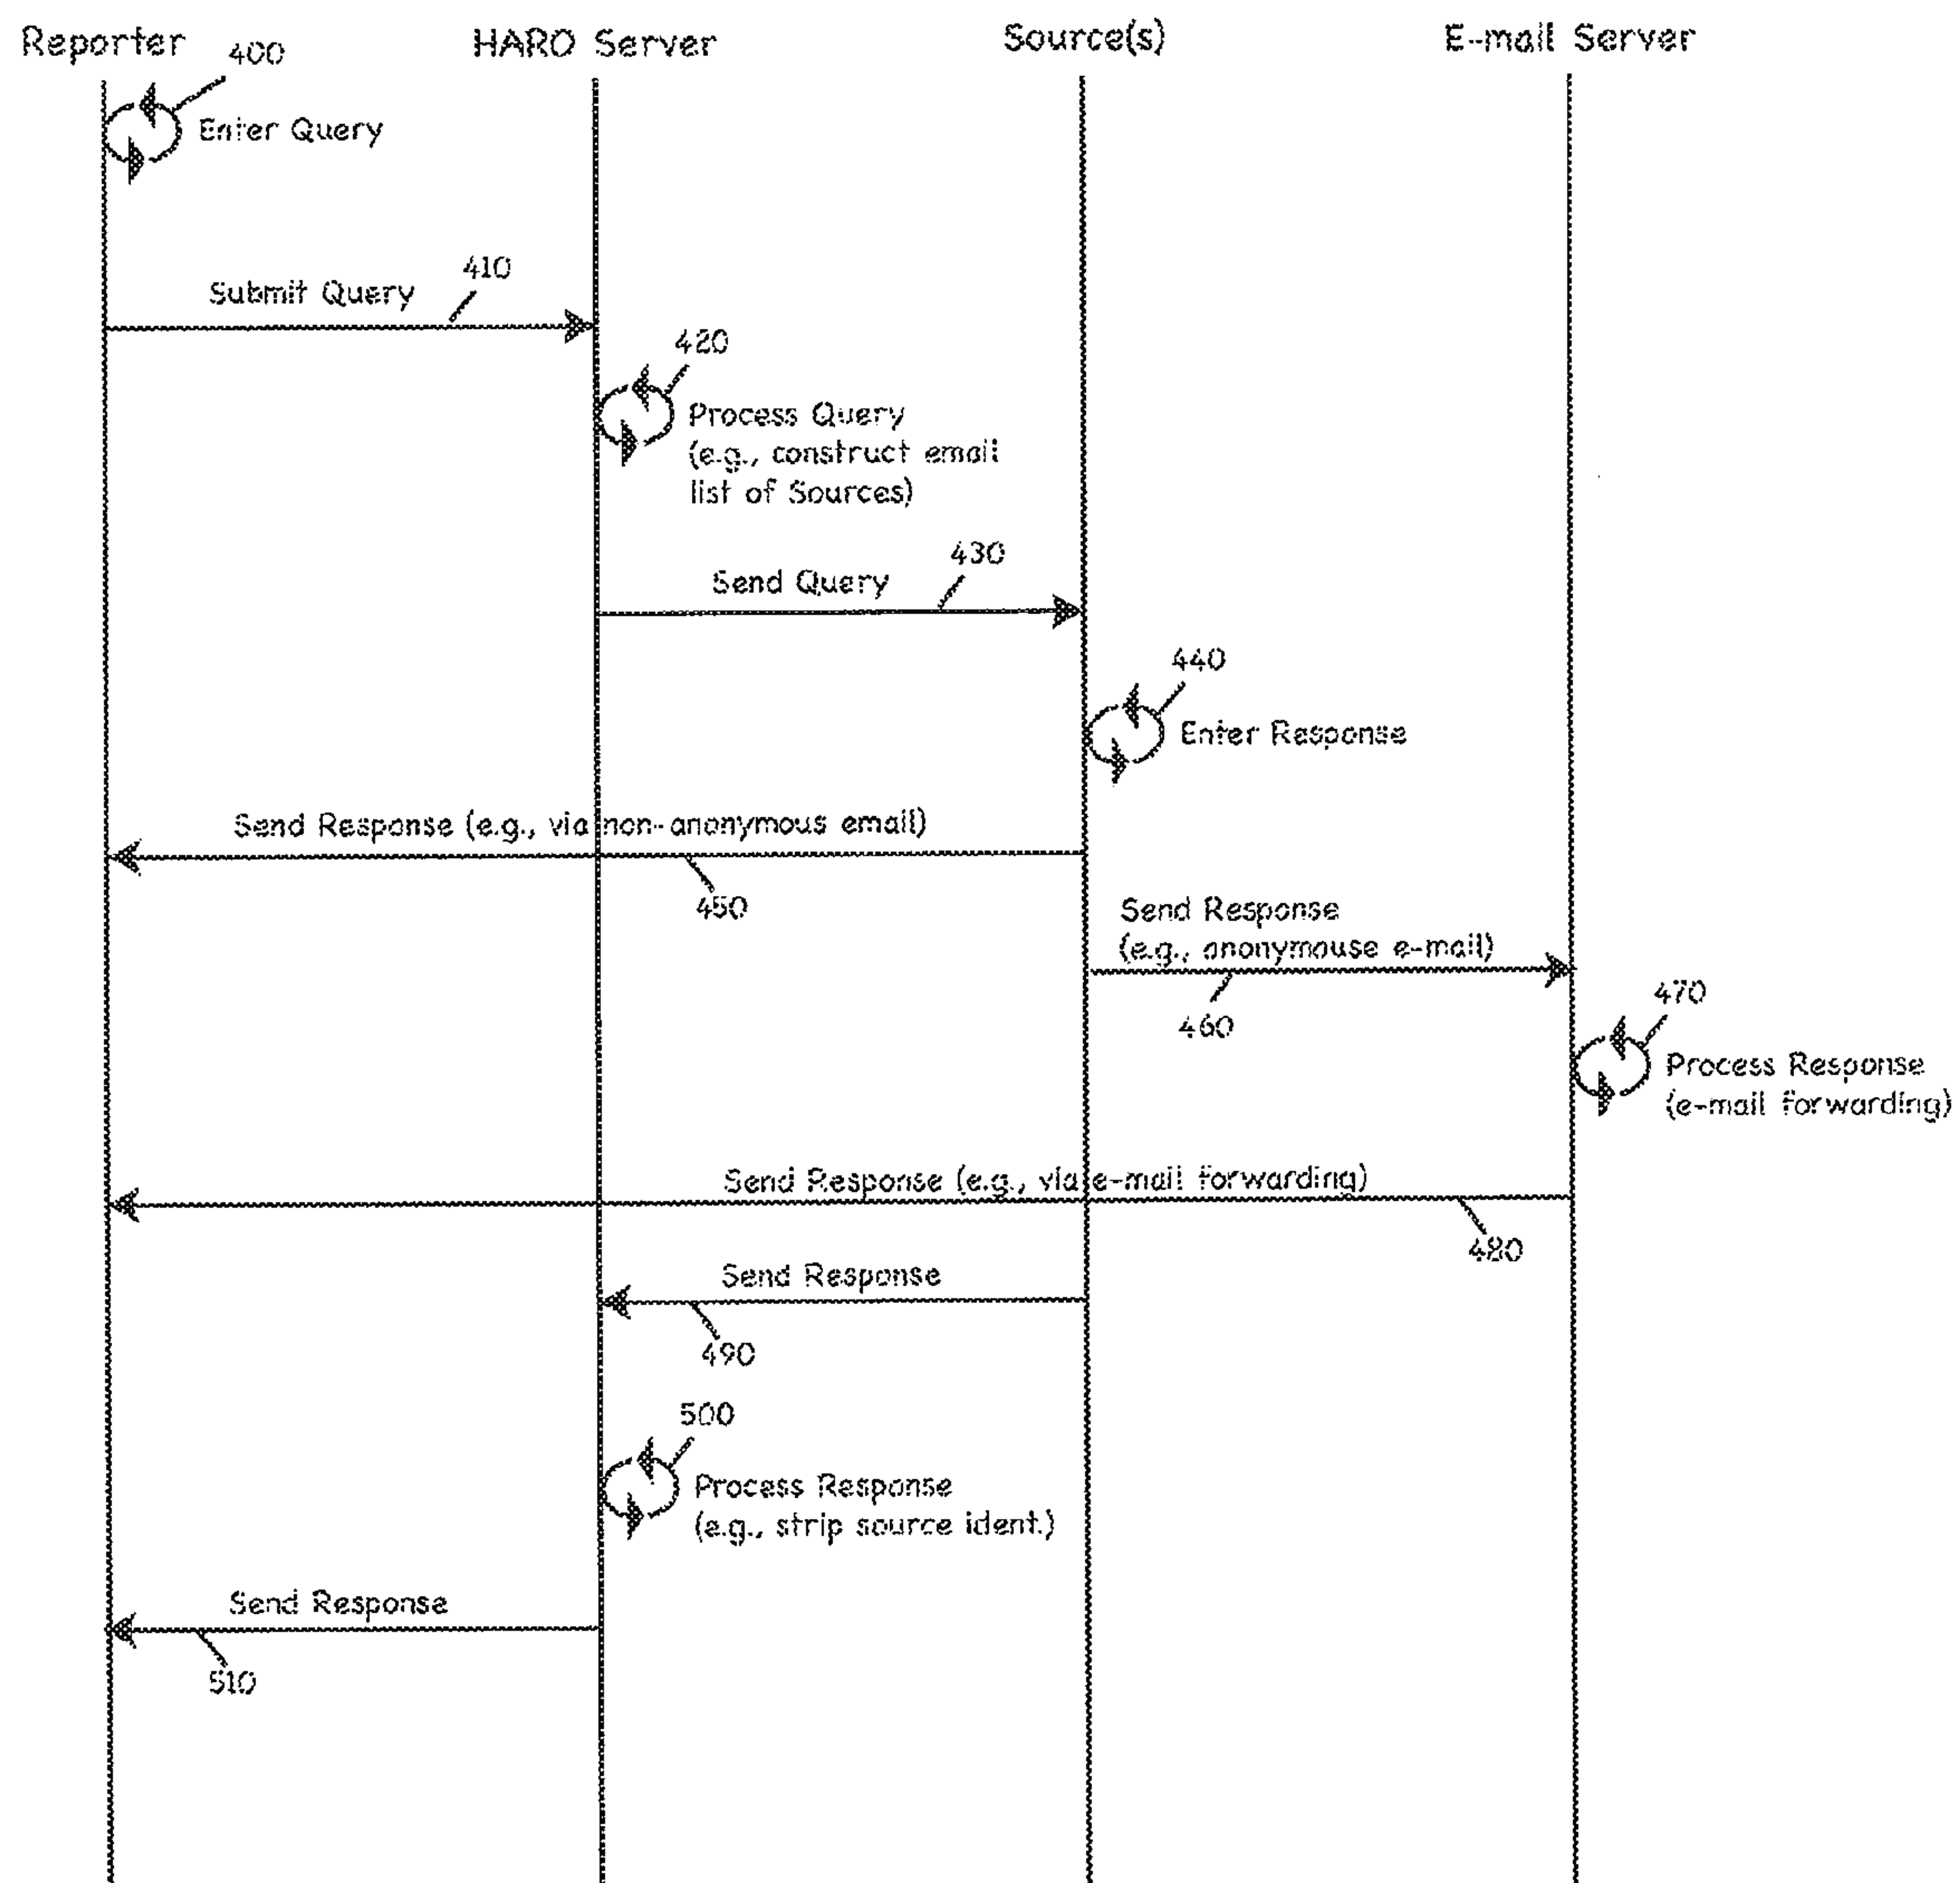 Reporter
HARO Server
Source(s)
E-mail Server
400
Enter Query
410
Submit Query
420
Process Query
(e.g., construct email
list of Sources)
430
Send Query
440
Enter Response
Send Response (e.g., via non-anonymous email)
450
Send Response
(e.g., anonymouse e-mail)
460
470
Process Response
(e-mail forwarding)
Send Response (e.g., via e-mail forwarding)
480
Send Response
490
500
Process Response
(e.g., strip source ident.)
Send Response
510